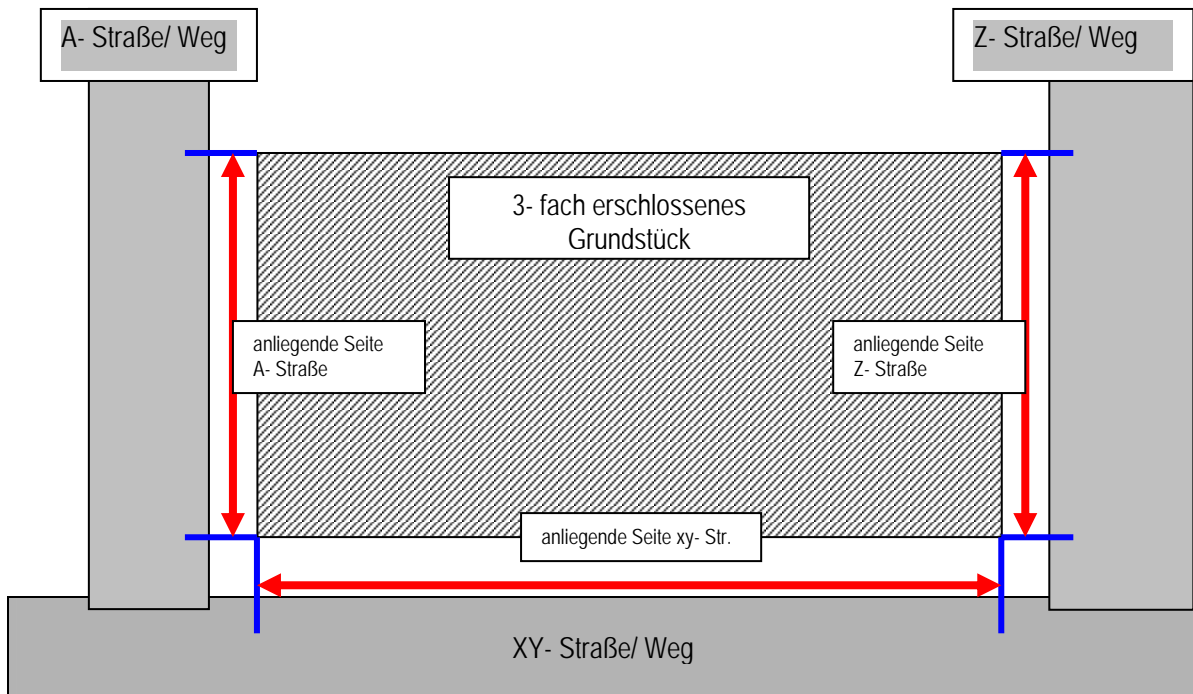 A- Straße/ Weg
Z- Straße/ Weg
3- fach erschlossenes
Grundstück
anliegende Seite
A- Straße
anliegende Seite
Z- Straße
anliegende Seite xy- Str.
XY- Straße/ Weg